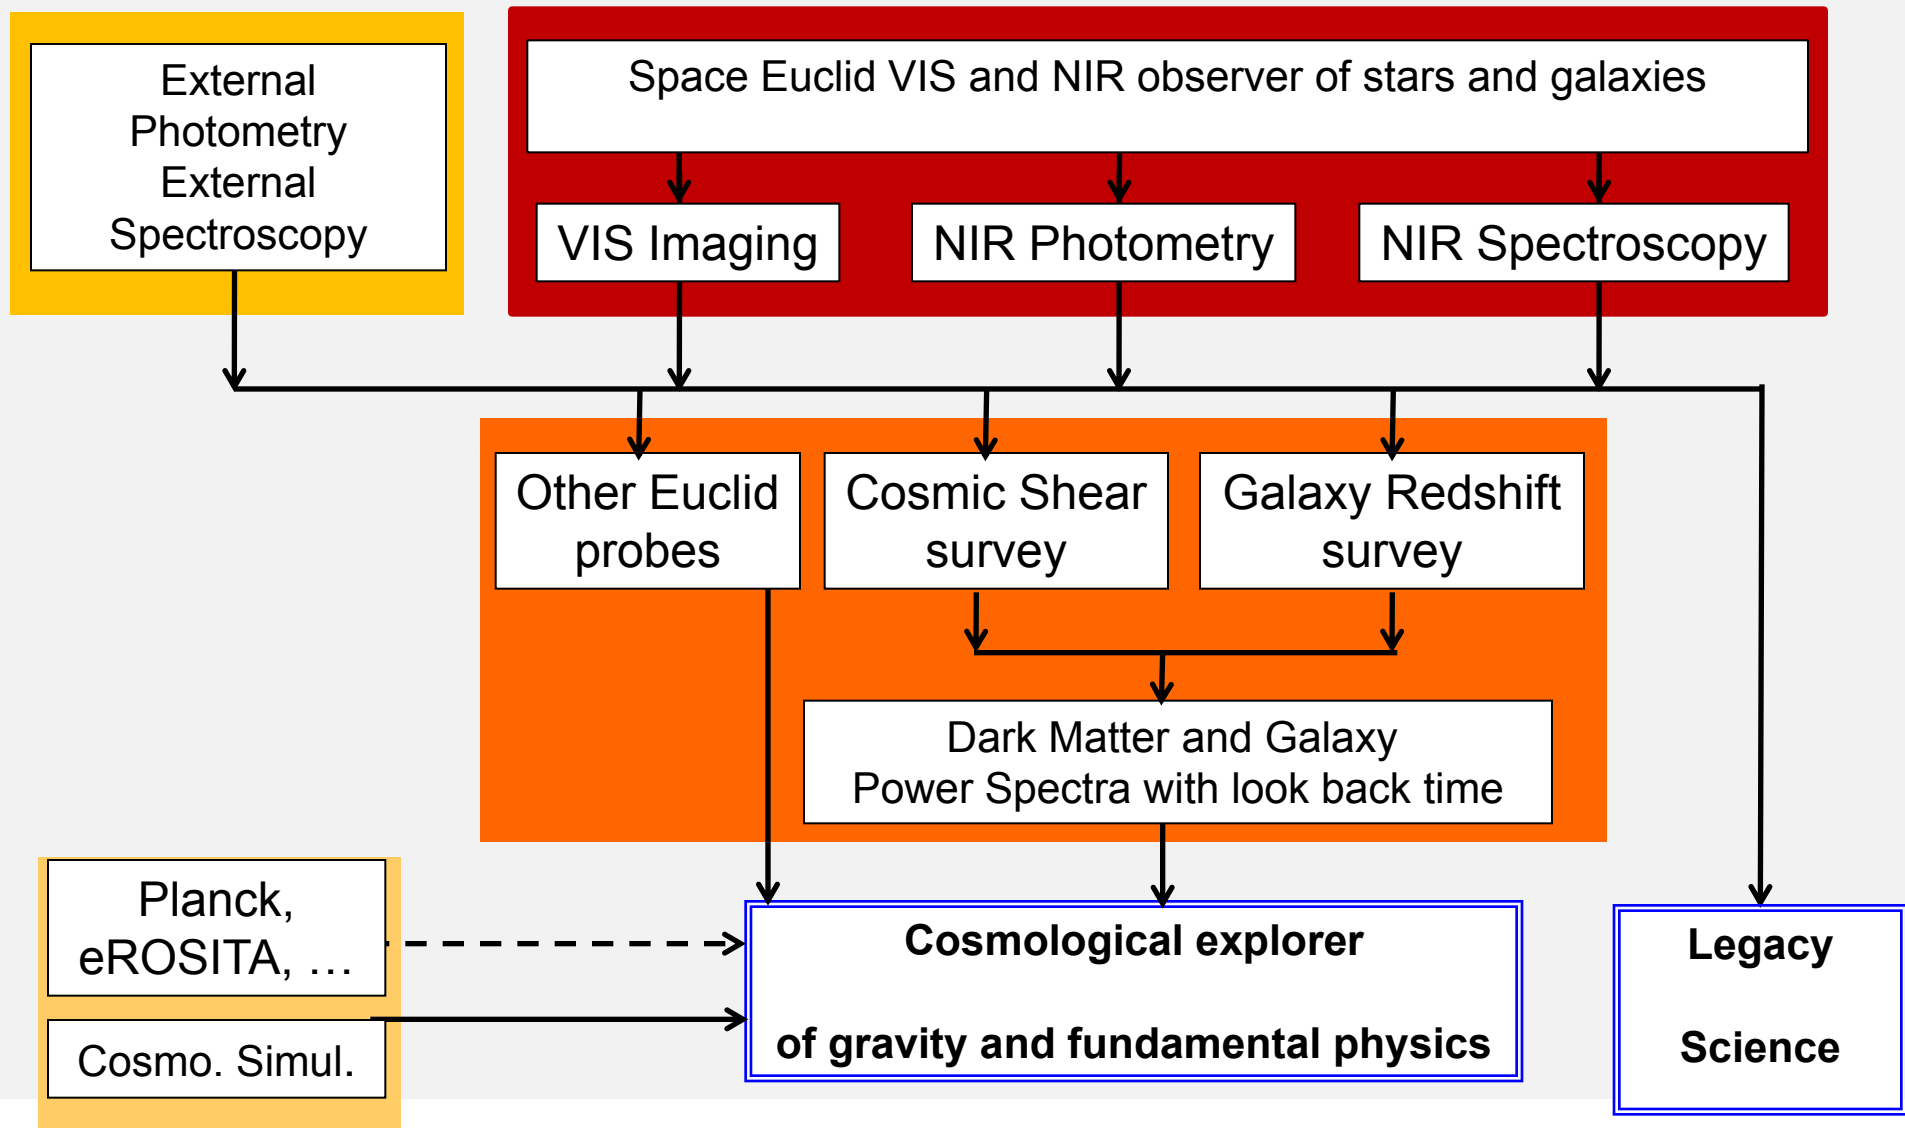 External
Photometry
External
Spectroscopy
Space Euclid VIS and NIR observer of stars and galaxies
VIS Imaging
NIR Photometry
NIR Spectroscopy
Other Euclid
probes
Cosmic Shear
survey
Galaxy Redshift
survey
Dark Matter and Galaxy
Power Spectra with look back time
Planck,
eROSITA, …
Cosmo. Simul.
Cosmological explorer
of gravity and fundamental physics
Legacy
Science